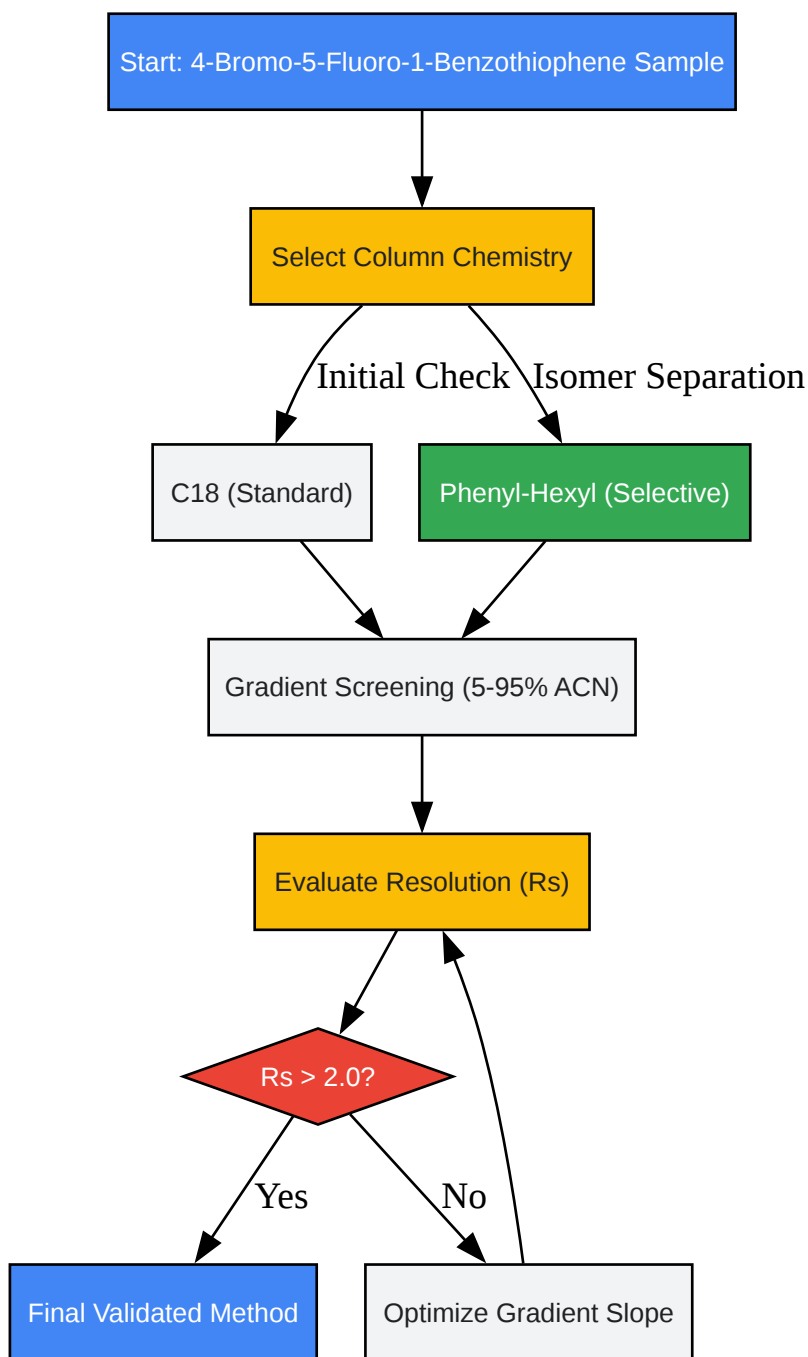 Start: 4-Bromo-5-Fluoro-1-Benzothiophene Sample
Select Column Chemistry
Initial Check
Isomer Separation
C18 (Standard)
Phenyl-Hexyl (Selective)
Gradient Screening (5-95% ACN)
Evaluate Resolution (Rs)
Rs > 2.0?
Yes
No
Final Validated Method
Optimize Gradient Slope